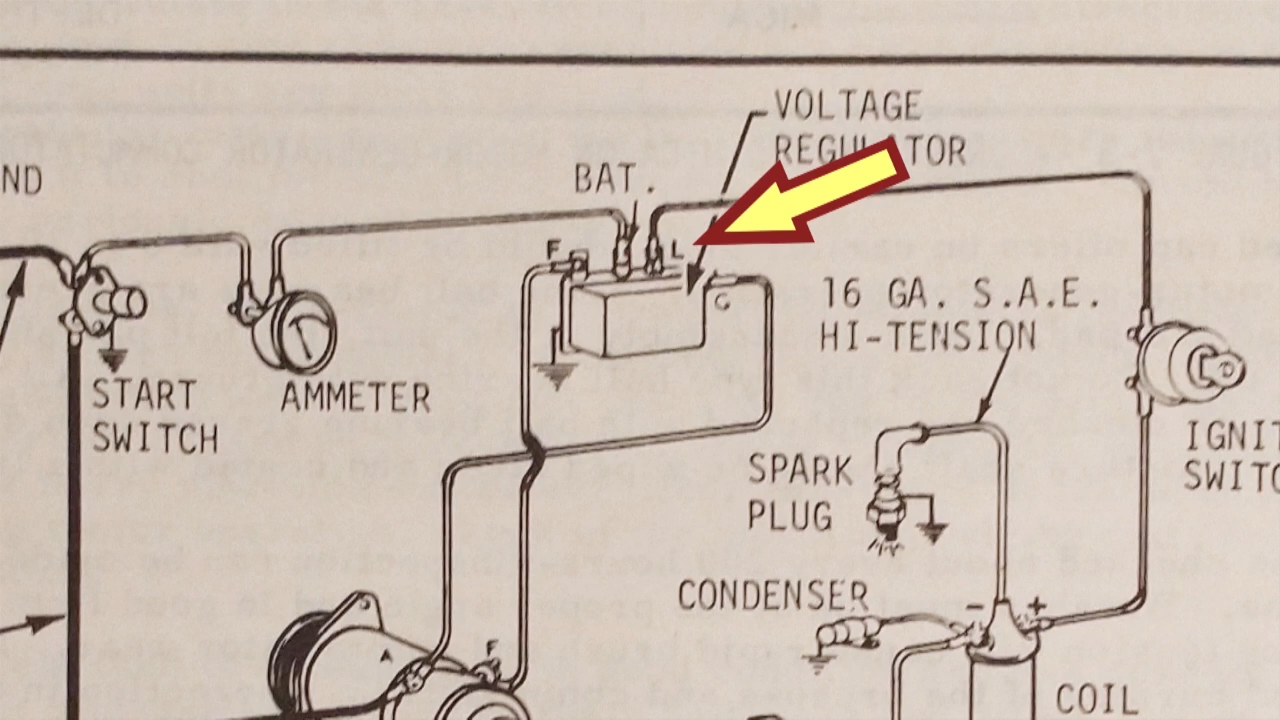 VOLTAGE
REGULATOR
ND
BAT.
F
L
G
16 GA. S.A.E.
HI-TENSION
START
SWITCH
AMMETER
IGNIT
SWITC
SPARK
PLUG
CONDENSER
- +
A
F
COIL